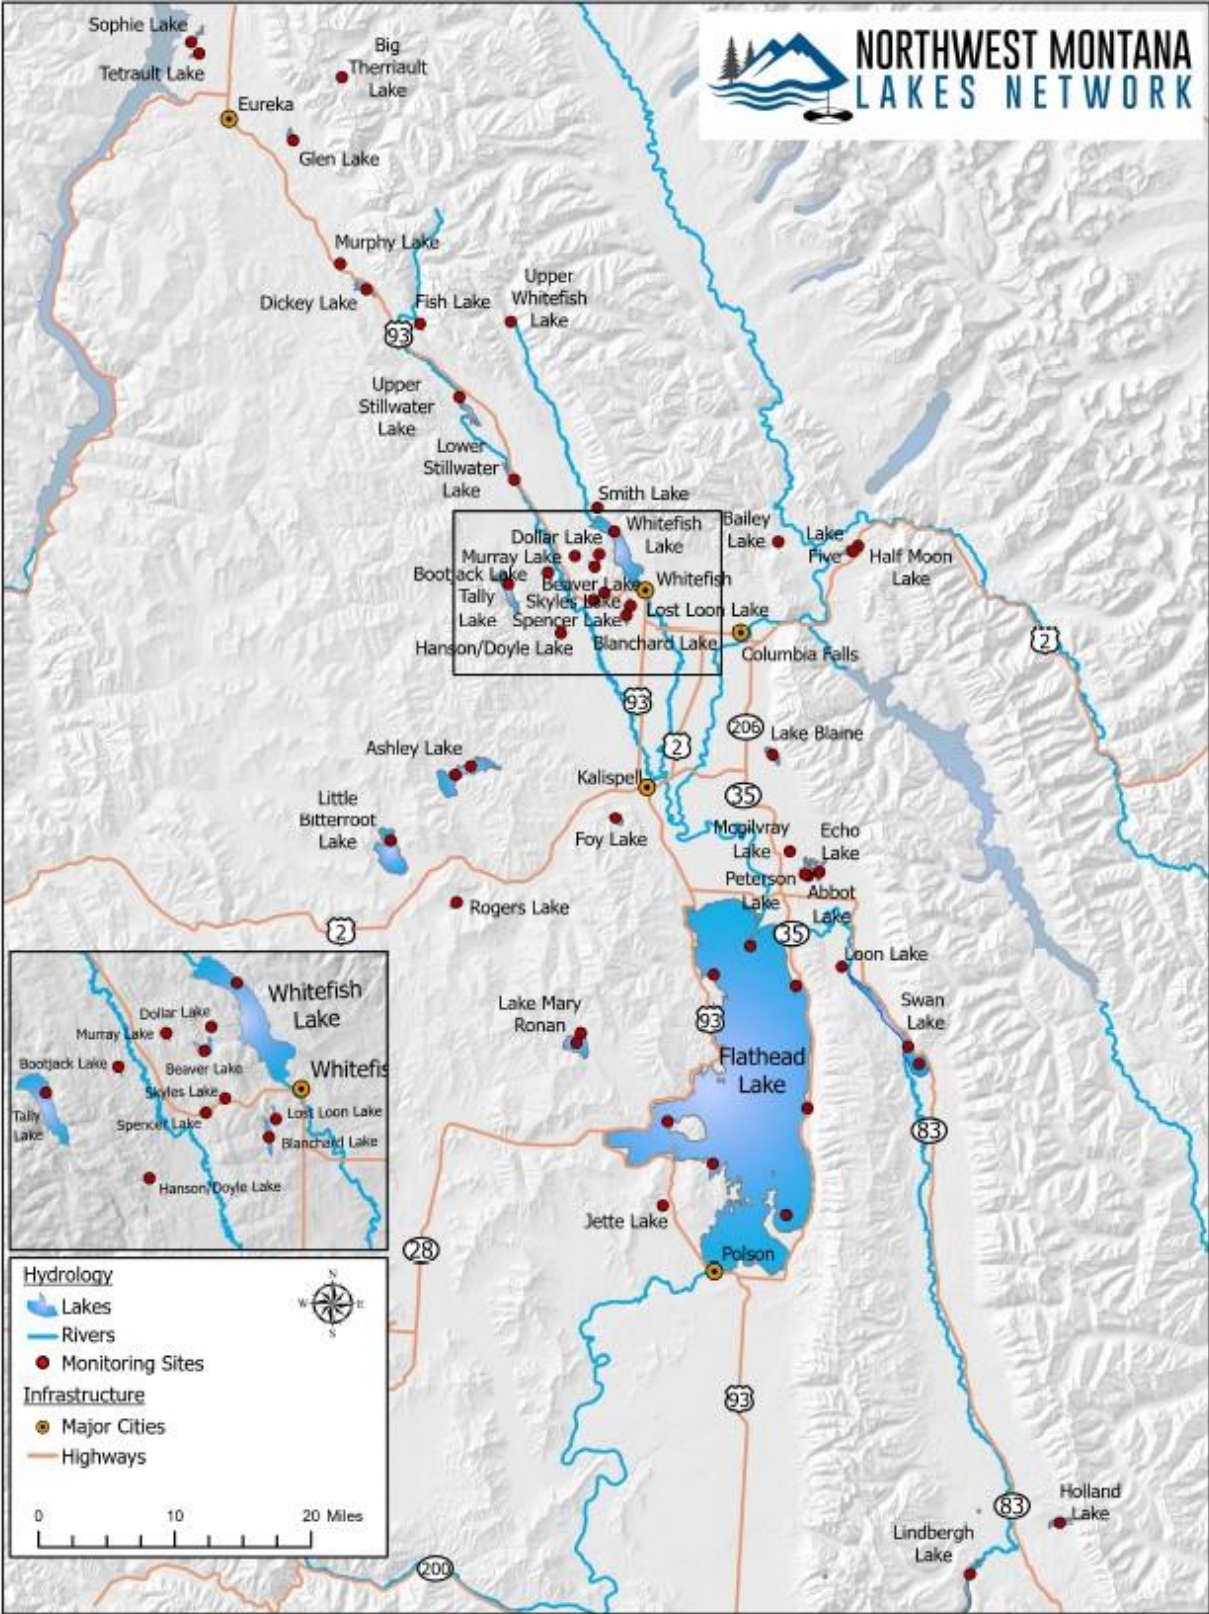 NORTHWEST MONTANA
LAKES NETWORK
Sophie Lake
Tetrault Lake
Big
Therriault
Lake
Eureka
Glen Lake
Murphy Lake
Dickey Lake
Fish Lake
93
Upper
Whitefish
Lake
Upper
Stillwater
Lake
Lower
Stillwater
Lake
Smith Lake
Whitefish
Lake
Bailey
Lake
Lake
Five
Half Moon
Lake
Dollar Lake
Murray Lake
Bootjack Lake
Beaver Lake
Whitefish
Tally
Lake
Skyles Lake
Lost Loon Lake
Spencer Lake
Hanson/Doyle Lake
Blanchard Lake
Columbia Falls
2
93
206
2
Lake Blaine
Ashley Lake
Kalispell
35
Little
Bitterroot
Lake
Foy Lake
Mcgilvray
Lake
Echo
Lake
Peterson
Lake
Abbot
Lake
Rogers Lake
2
35
Loon Lake
Lake Mary
Ronan
93
Swan
Lake
Flathead
Lake
83
Jette Lake
28
Polson
93
83
Holland
Lake
Lindbergh
Lake
200
Whitefish
Lake
Dollar Lake
Murray Lake
Bootjack Lake
Beaver Lake
Whitefis
Skyles Lake
Tally
Lake
Spencer Lake
Lost Loon Lake
Blanchard Lake
Hanson/Doyle Lake
Hydrology
Lakes
Rivers
Monitoring Sites
Infrastructure
Major Cities
Highways
N
W E
S
0 10 20 Miles